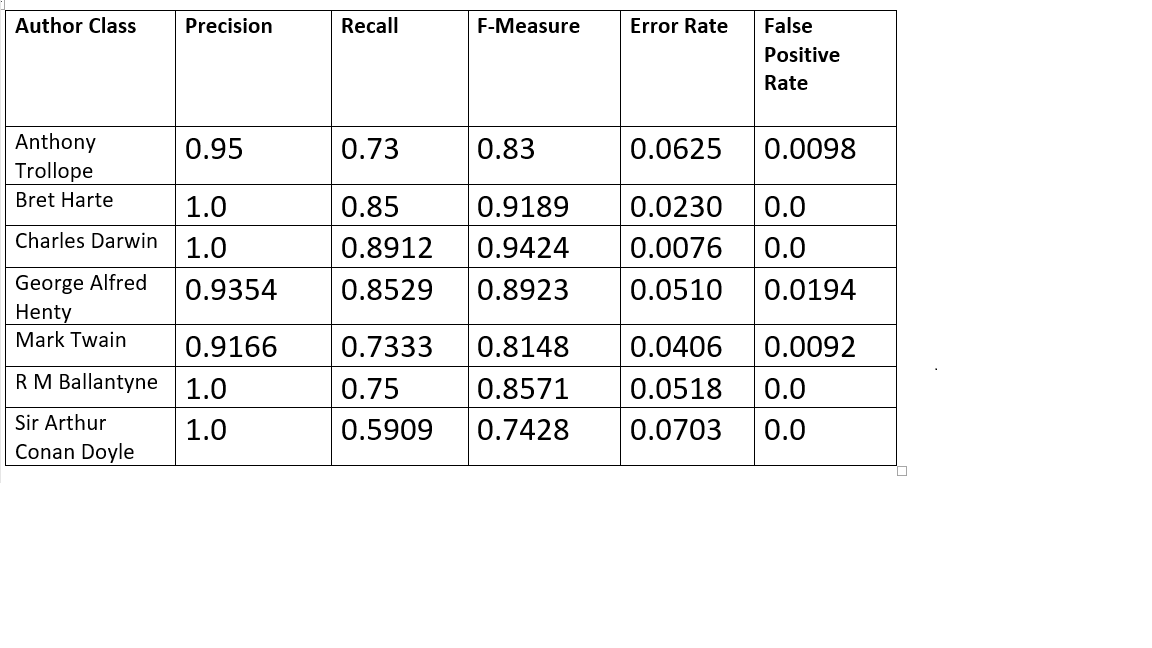 Author Class Precision Recall F-Measure Error Rate False
Positive
Rate
Anthony
Trollope 0.95 0.73 0.83 0.0625 0.0098
Bret Harte 1.0 0.85 0.9189 0.0230 0.0
Charles Darwin 1.0 0.8912 0.9424 0.0076 0.0
George Alfred
Henty 0.9354 0.8529 0.8923 0.0510 0.0194
Mark Twain 0.9166 0.7333 0.8148 0.0406 0.0092
R M Ballantyne 1.0 0.75 0.8571 0.0518 0.0
Sir Arthur
Conan Doyle 1.0 0.5909 0.7428 0.0703 0.0